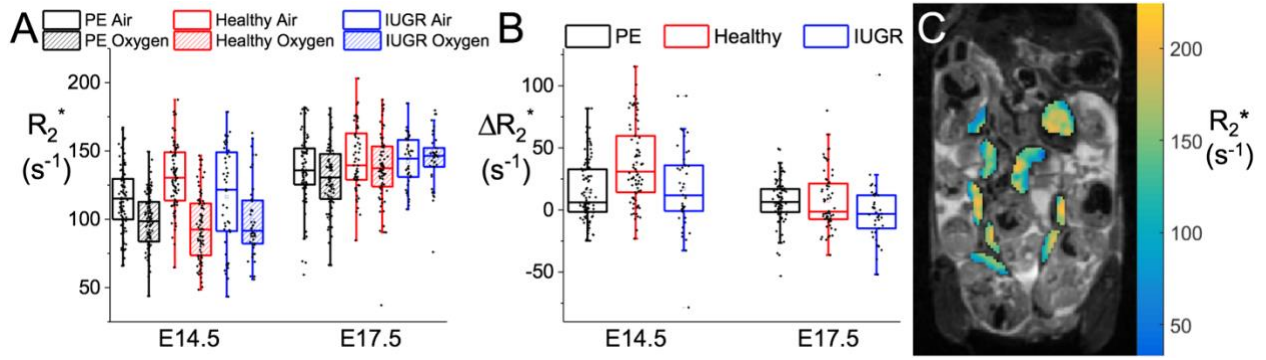 A
PE Air Healthy Air IUGR Air
PE Oxygen Healthy Oxygen IUGR Oxygen
R₂*
(s⁻¹)
200
150
100
50
E14.5 E17.5
B
PE Healthy IUGR
ΔR₂*
(s⁻¹)
100
50
0
-50
E14.5 E17.5
C
200
150
100
50
R₂*
(s⁻¹)